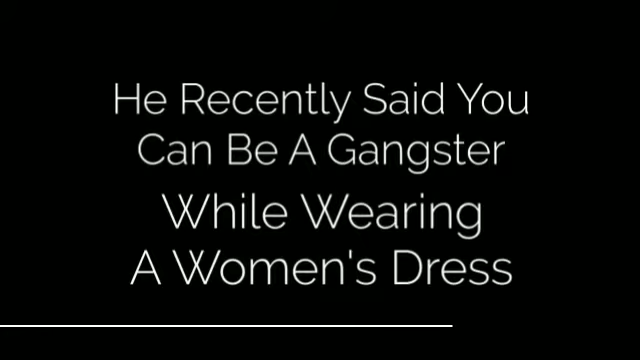 He Recently Said You
Can Be A Gangster
While Wearing
A Women's Dress